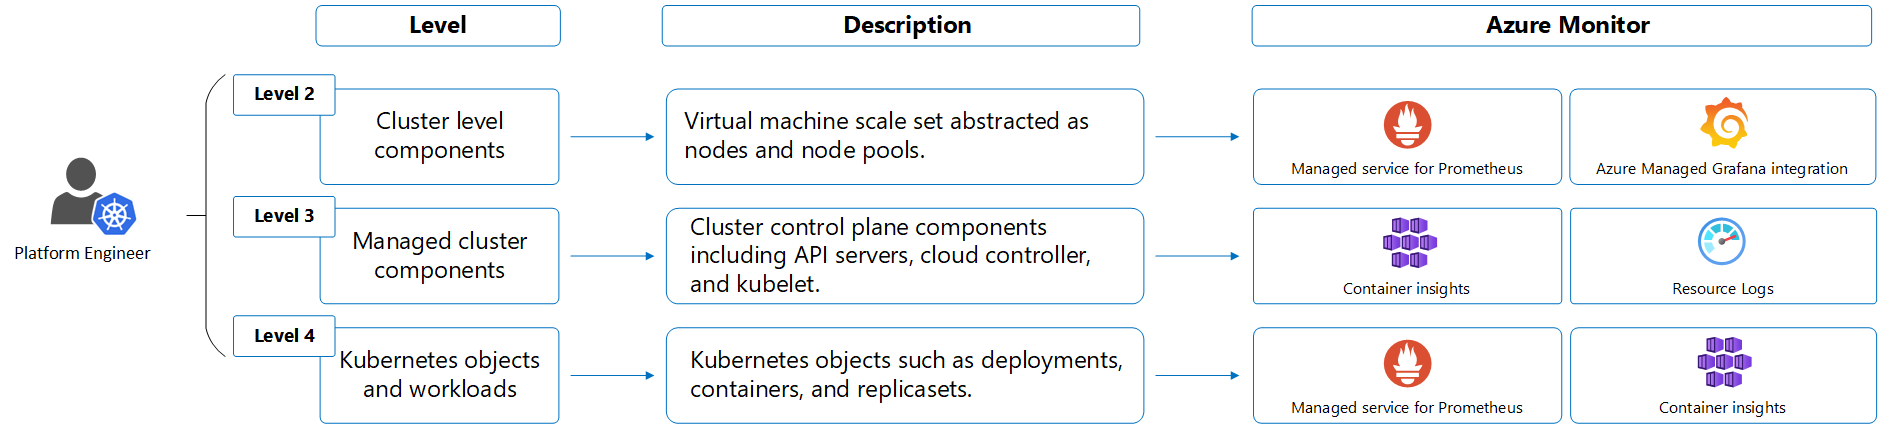 Level
Description
Azure Monitor
Platform Engineer
Level 2
Cluster level
components
Virtual machine scale set abstracted as
nodes and node pools.
Managed service for Prometheus
Azure Managed Grafana integration
Level 3
Managed cluster
components
Cluster control plane components
including API servers, cloud controller,
and kubelet.
Container insights
Resource Logs
Level 4
Kubernetes objects
and workloads
Kubernetes objects such as deployments,
containers, and replicasets.
Managed service for Prometheus
Container insights